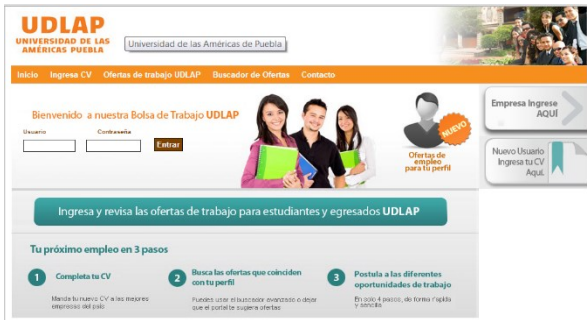 UDLAP
UNIVERSIDAD DE LAS
AMÉRICAS PUEBLA
Universidad de las Américas de Puebla
Inicio Ingresa CV Ofertas de trabajo UDLAP Buscador de Ofertas Contacto
Bienvenido a nuestra Bolsa de Trabajo UDLAP
Usuario Contraseña
Entrar
NUEVO
Ofertas de
empleo
para tu perfil
Empresa Ingrese
AQUÍ
Nuevo Usuario
Ingresa tu CV
Aquí.
Ingresa y revisa las ofertas de trabajo para estudiantes y egresados UDLAP
Tu próximo empleo en 3 pasos
1 Completa tu CV
Manda tu nuevo CV a las mejores
empresas del país
2 Busca las ofertas que coinciden
con tu perfil
Puedes usar el buscador avanzado o dejar
que el portal te sugiera ofertas
3 Postula a las diferentes
oportunidades de trabajo
En solo 4 pasos, de forma rápida
y sencilla